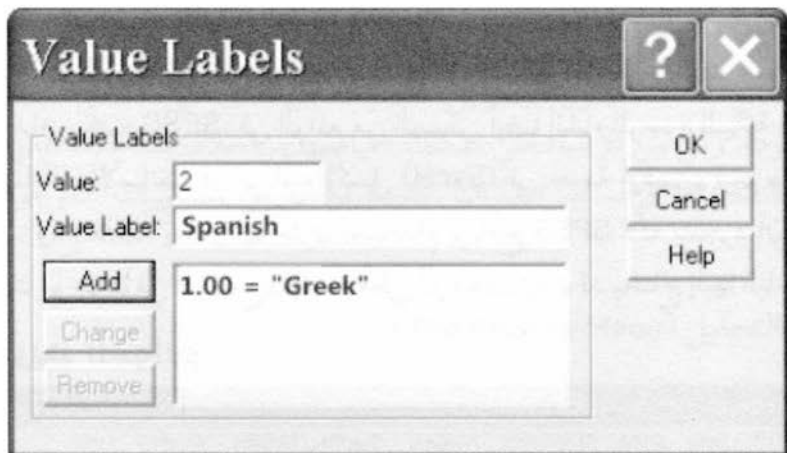 Value Labels
Value Labels
OK
Value: 2
Cancel
Value Label: Spanish
Help
Add
1.00 = "Greek"
Change
Remove